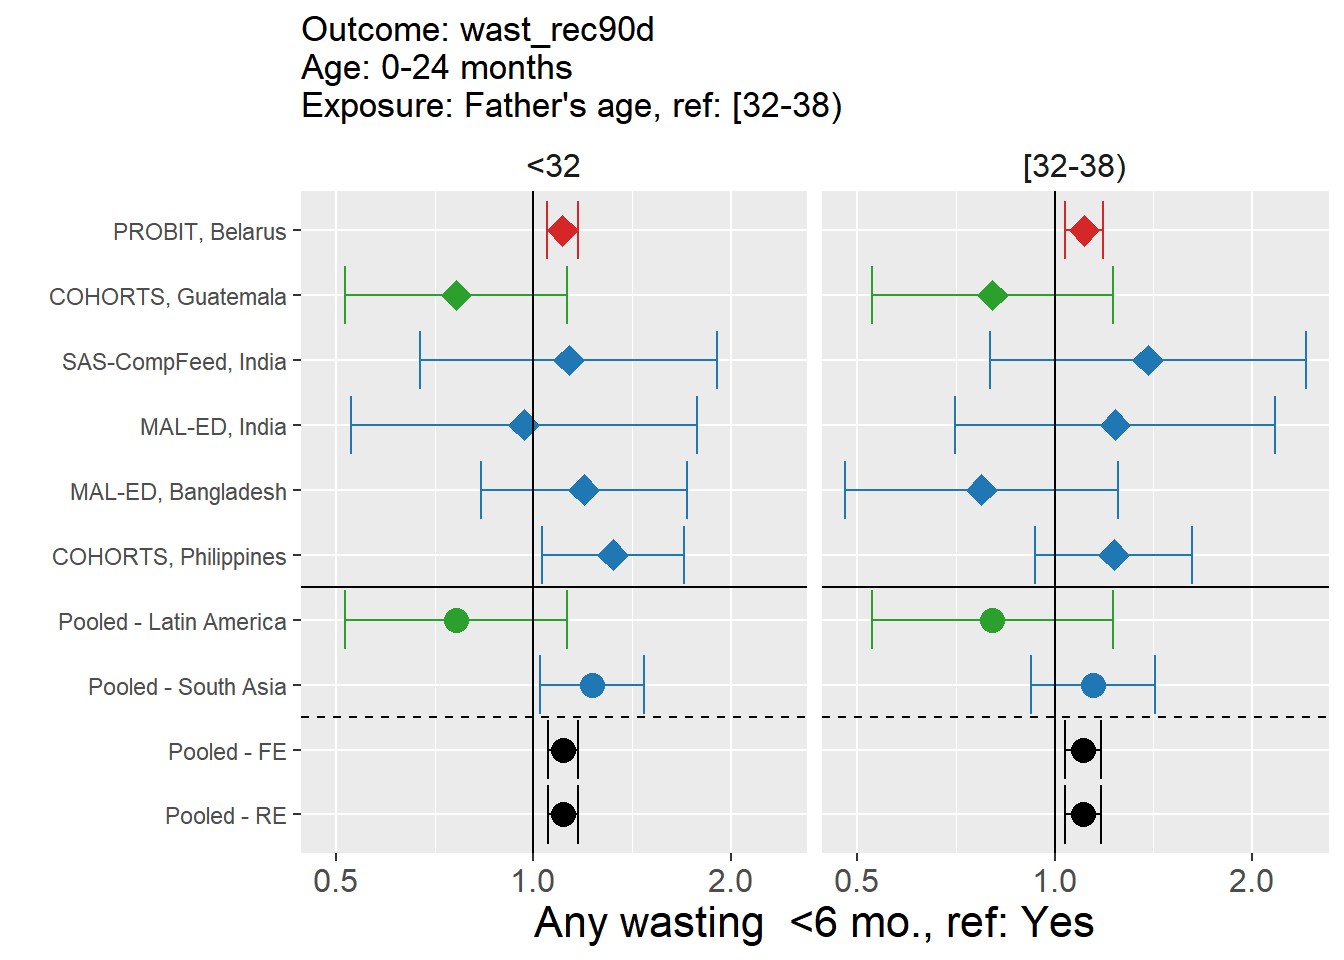 Outcome: wast_rec90d
Age: 0-24 months
Exposure: Father's age, ref: [32-38)
<32
[32-38)
PROBIT, Belarus
COHORTS, Guatemala
SAS-CompFeed, India
MAL-ED, India
MAL-ED, Bangladesh
COHORTS, Philippines
Pooled - Latin America
Pooled - South Asia
Pooled - FE
Pooled - RE
0.5 1.0 2.0 0.5 1.0 2.0
Any wasting  <6 mo., ref: Yes